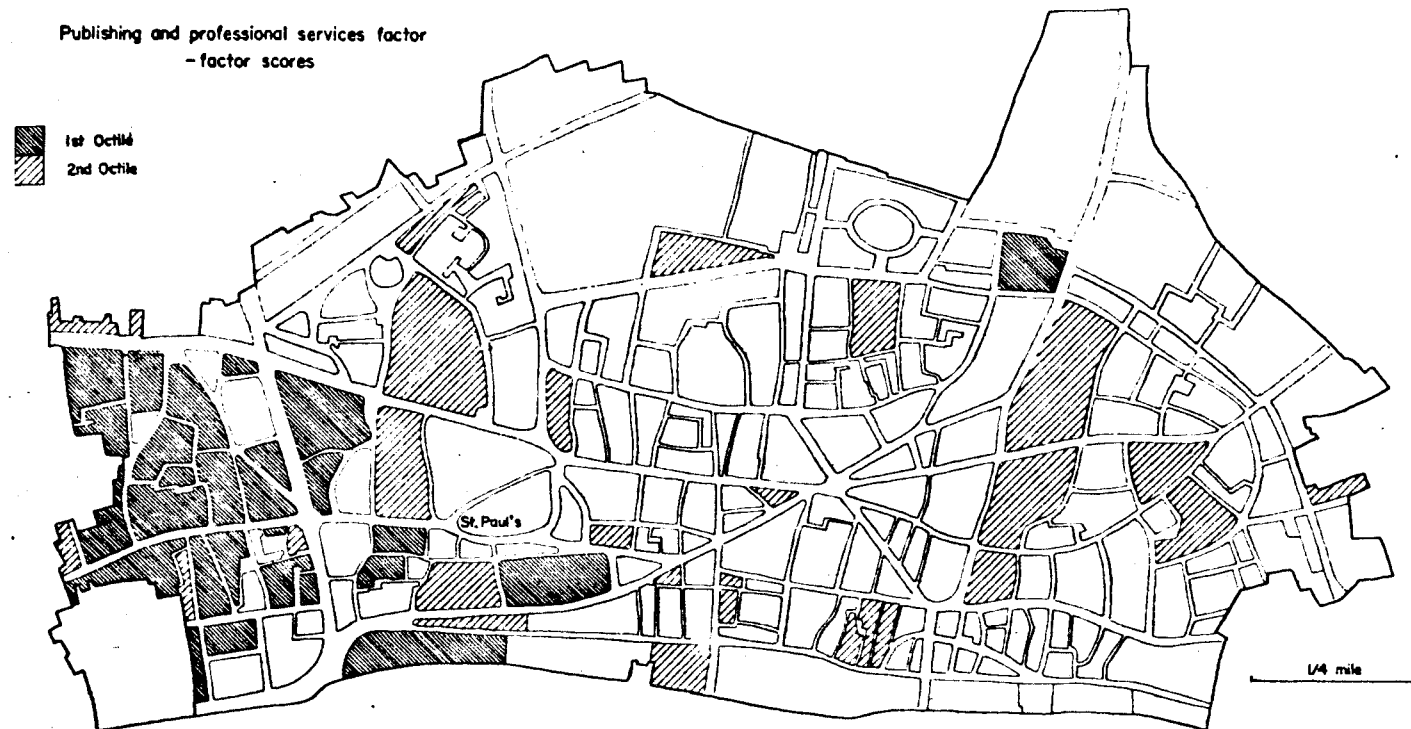 Publishing and professional services factor
– factor scores
1st Octile
2nd Octile
St. Paul's
1/4 mile